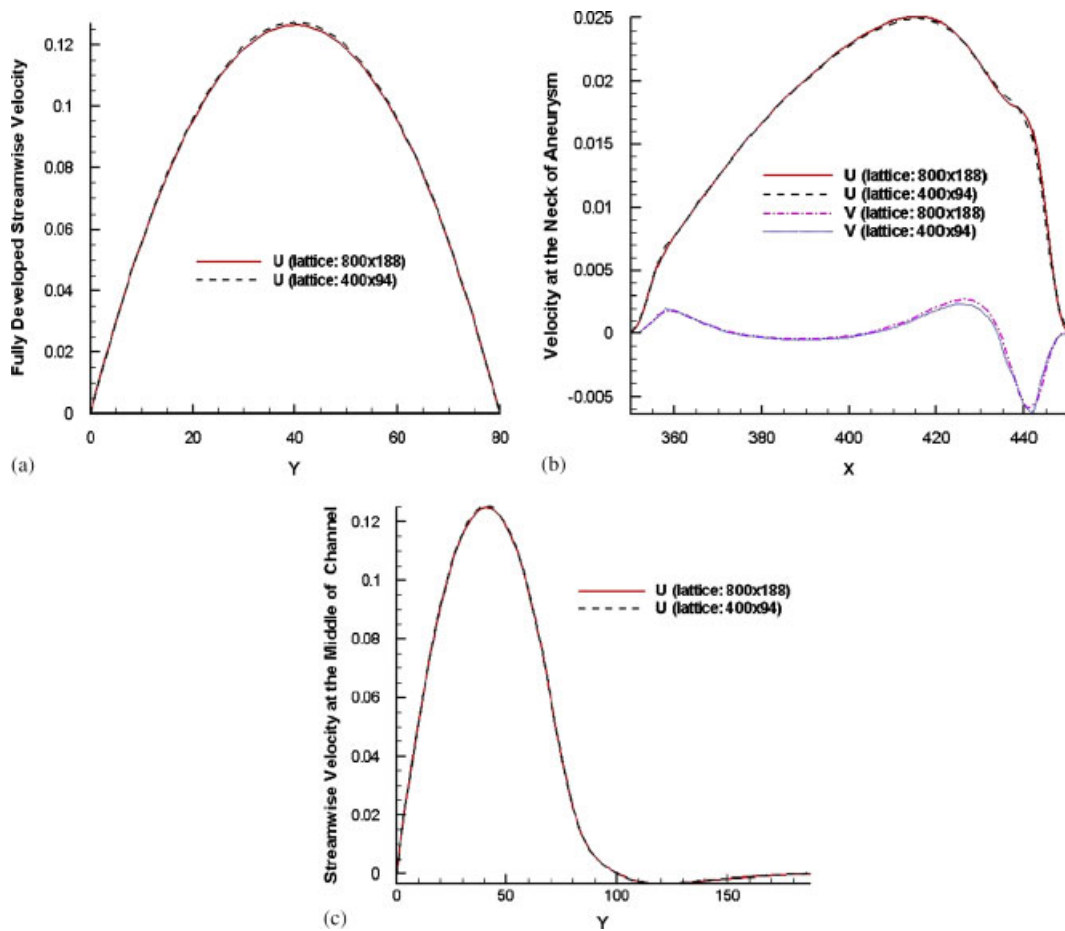 Fully Developed Streamwise Velocity
0.12
0.1
0.08
0.06
0.04
0.02
0
U (lattice: 800x188)
U (lattice: 400x94)
0
20
40
60
80
Y
(a)
Velocity at the Neck of Aneurysm
0.025
0.02
0.015
0.01
0.005
0
-0.005
U (lattice: 800x188)
U (lattice: 400x94)
V (lattice: 800x188)
V (lattice: 400x94)
360
380
400
420
440
X
(b)
Streamwise Velocity at the Middle of Channel
0.12
0.1
0.08
0.06
0.04
0.02
0
U (lattice: 800x188)
U (lattice: 400x94)
0
50
100
150
Y
(c)